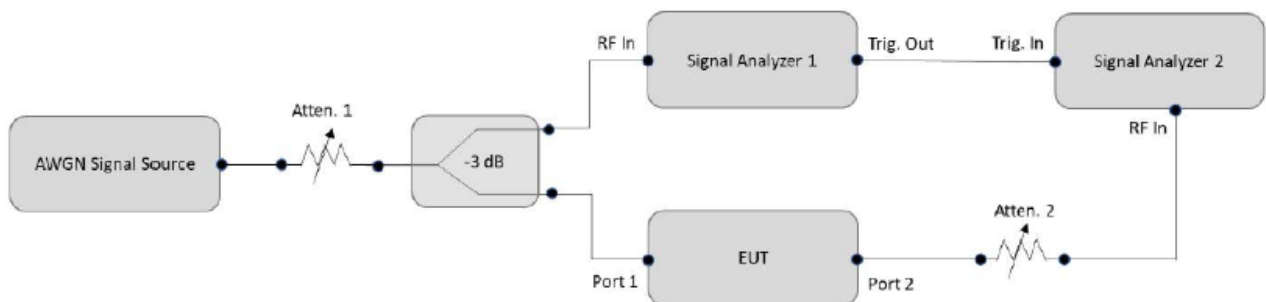 RF In
Signal Analyzer 1
Trig. Out
Trig. In
Signal Analyzer 2
RF In
AWGN Signal Source
Atten. 1
-3 dB
Port 1
EUT
Port 2
Atten. 2